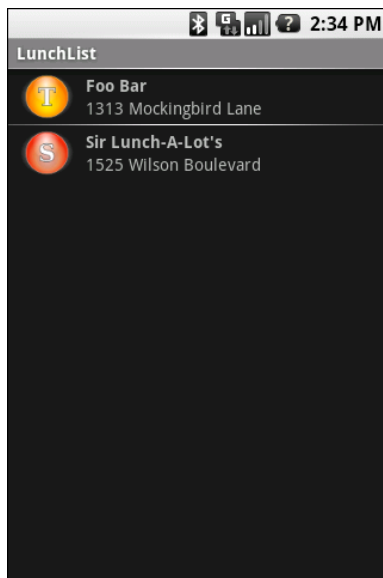 G ? 2:34 PM
LunchList
T Foo Bar
1313 Mockingbird Lane
S Sir Lunch-A-Lot's
1525 Wilson Boulevard